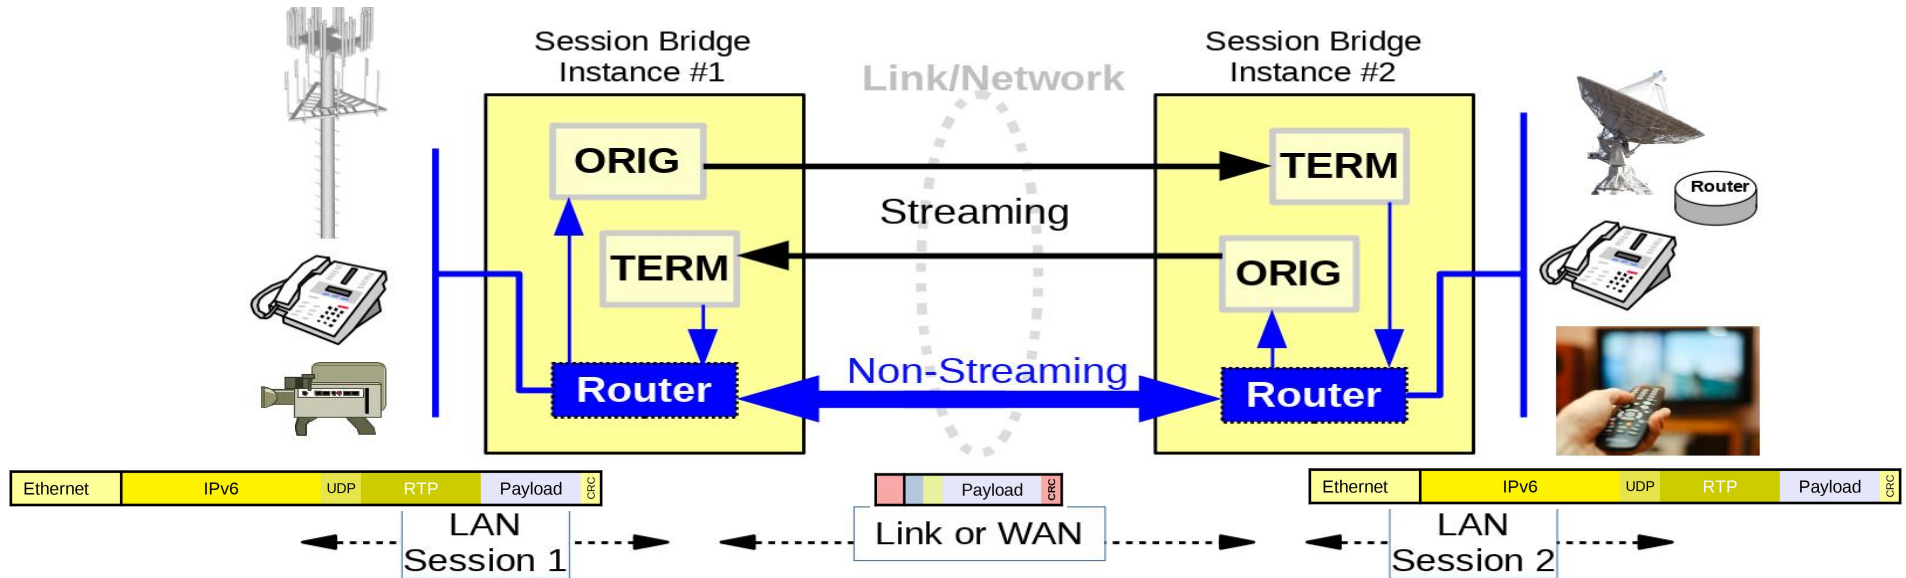 Session Bridge
Instance #1
Session Bridge
Instance #2
Link/Network
ORIG
TERM
Router
Streaming
TERM
ORIG
Non-Streaming
Router
Router
Ethernet IPv6 UDP RTP Payload CRC
Payload CRC
Ethernet IPv6 UDP RTP Payload CRC
LAN
Session 1
Link or WAN
LAN
Session 2